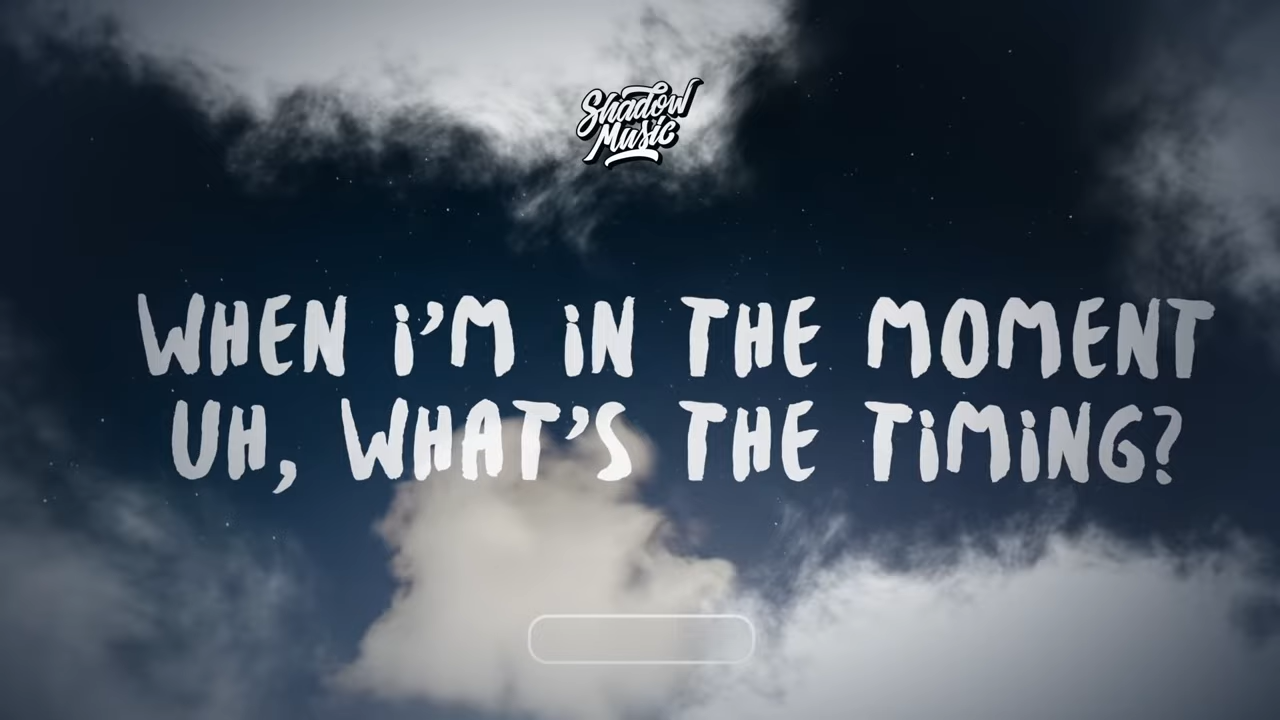 Shadow
Music
WHEN i'M iN THE MOMENT
UH, WHAT'S THE TiMiNG?